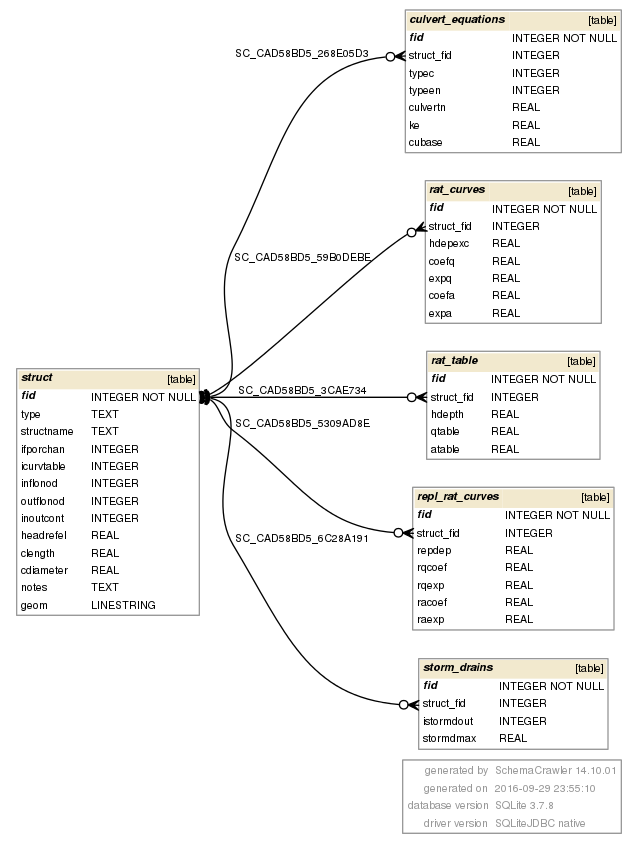 culvert_equations [table]
fid INTEGER NOT NULL
struct_fid INTEGER
typec INTEGER
typeen INTEGER
culvertn REAL
ke REAL
cubase REAL
SC_CAD58BD5_268E05D3
rat_curves [table]
fid INTEGER NOT NULL
struct_fid INTEGER
hdepexc REAL
coefq REAL
expq REAL
coefa REAL
expa REAL
SC_CAD58BD5_59B0DEBE
rat_table [table]
fid INTEGER NOT NULL
struct_fid INTEGER
hdepth REAL
qtable REAL
atable REAL
SC_CAD58BD5_3CAE734
struct [table]
fid INTEGER NOT NULL
type TEXT
structname TEXT
ifporchan INTEGER
icurvtable INTEGER
inflonod INTEGER
outflonod INTEGER
inoutcont INTEGER
headrefel REAL
clength REAL
cdiameter REAL
notes TEXT
geom LINESTRING
SC_CAD58BD5_5309AD8E
repl_rat_curves [table]
fid INTEGER NOT NULL
struct_fid INTEGER
repdep REAL
rqcoef REAL
rqexp REAL
racoef REAL
raexp REAL
SC_CAD58BD5_6C28A191
storm_drains [table]
fid INTEGER NOT NULL
struct_fid INTEGER
istormdout INTEGER
stormdmax REAL
generated by SchemaCrawler 14.10.01
generated on 2016-09-29 23:55:10
database version SQLite 3.7.8
driver version SQLiteJDBC native